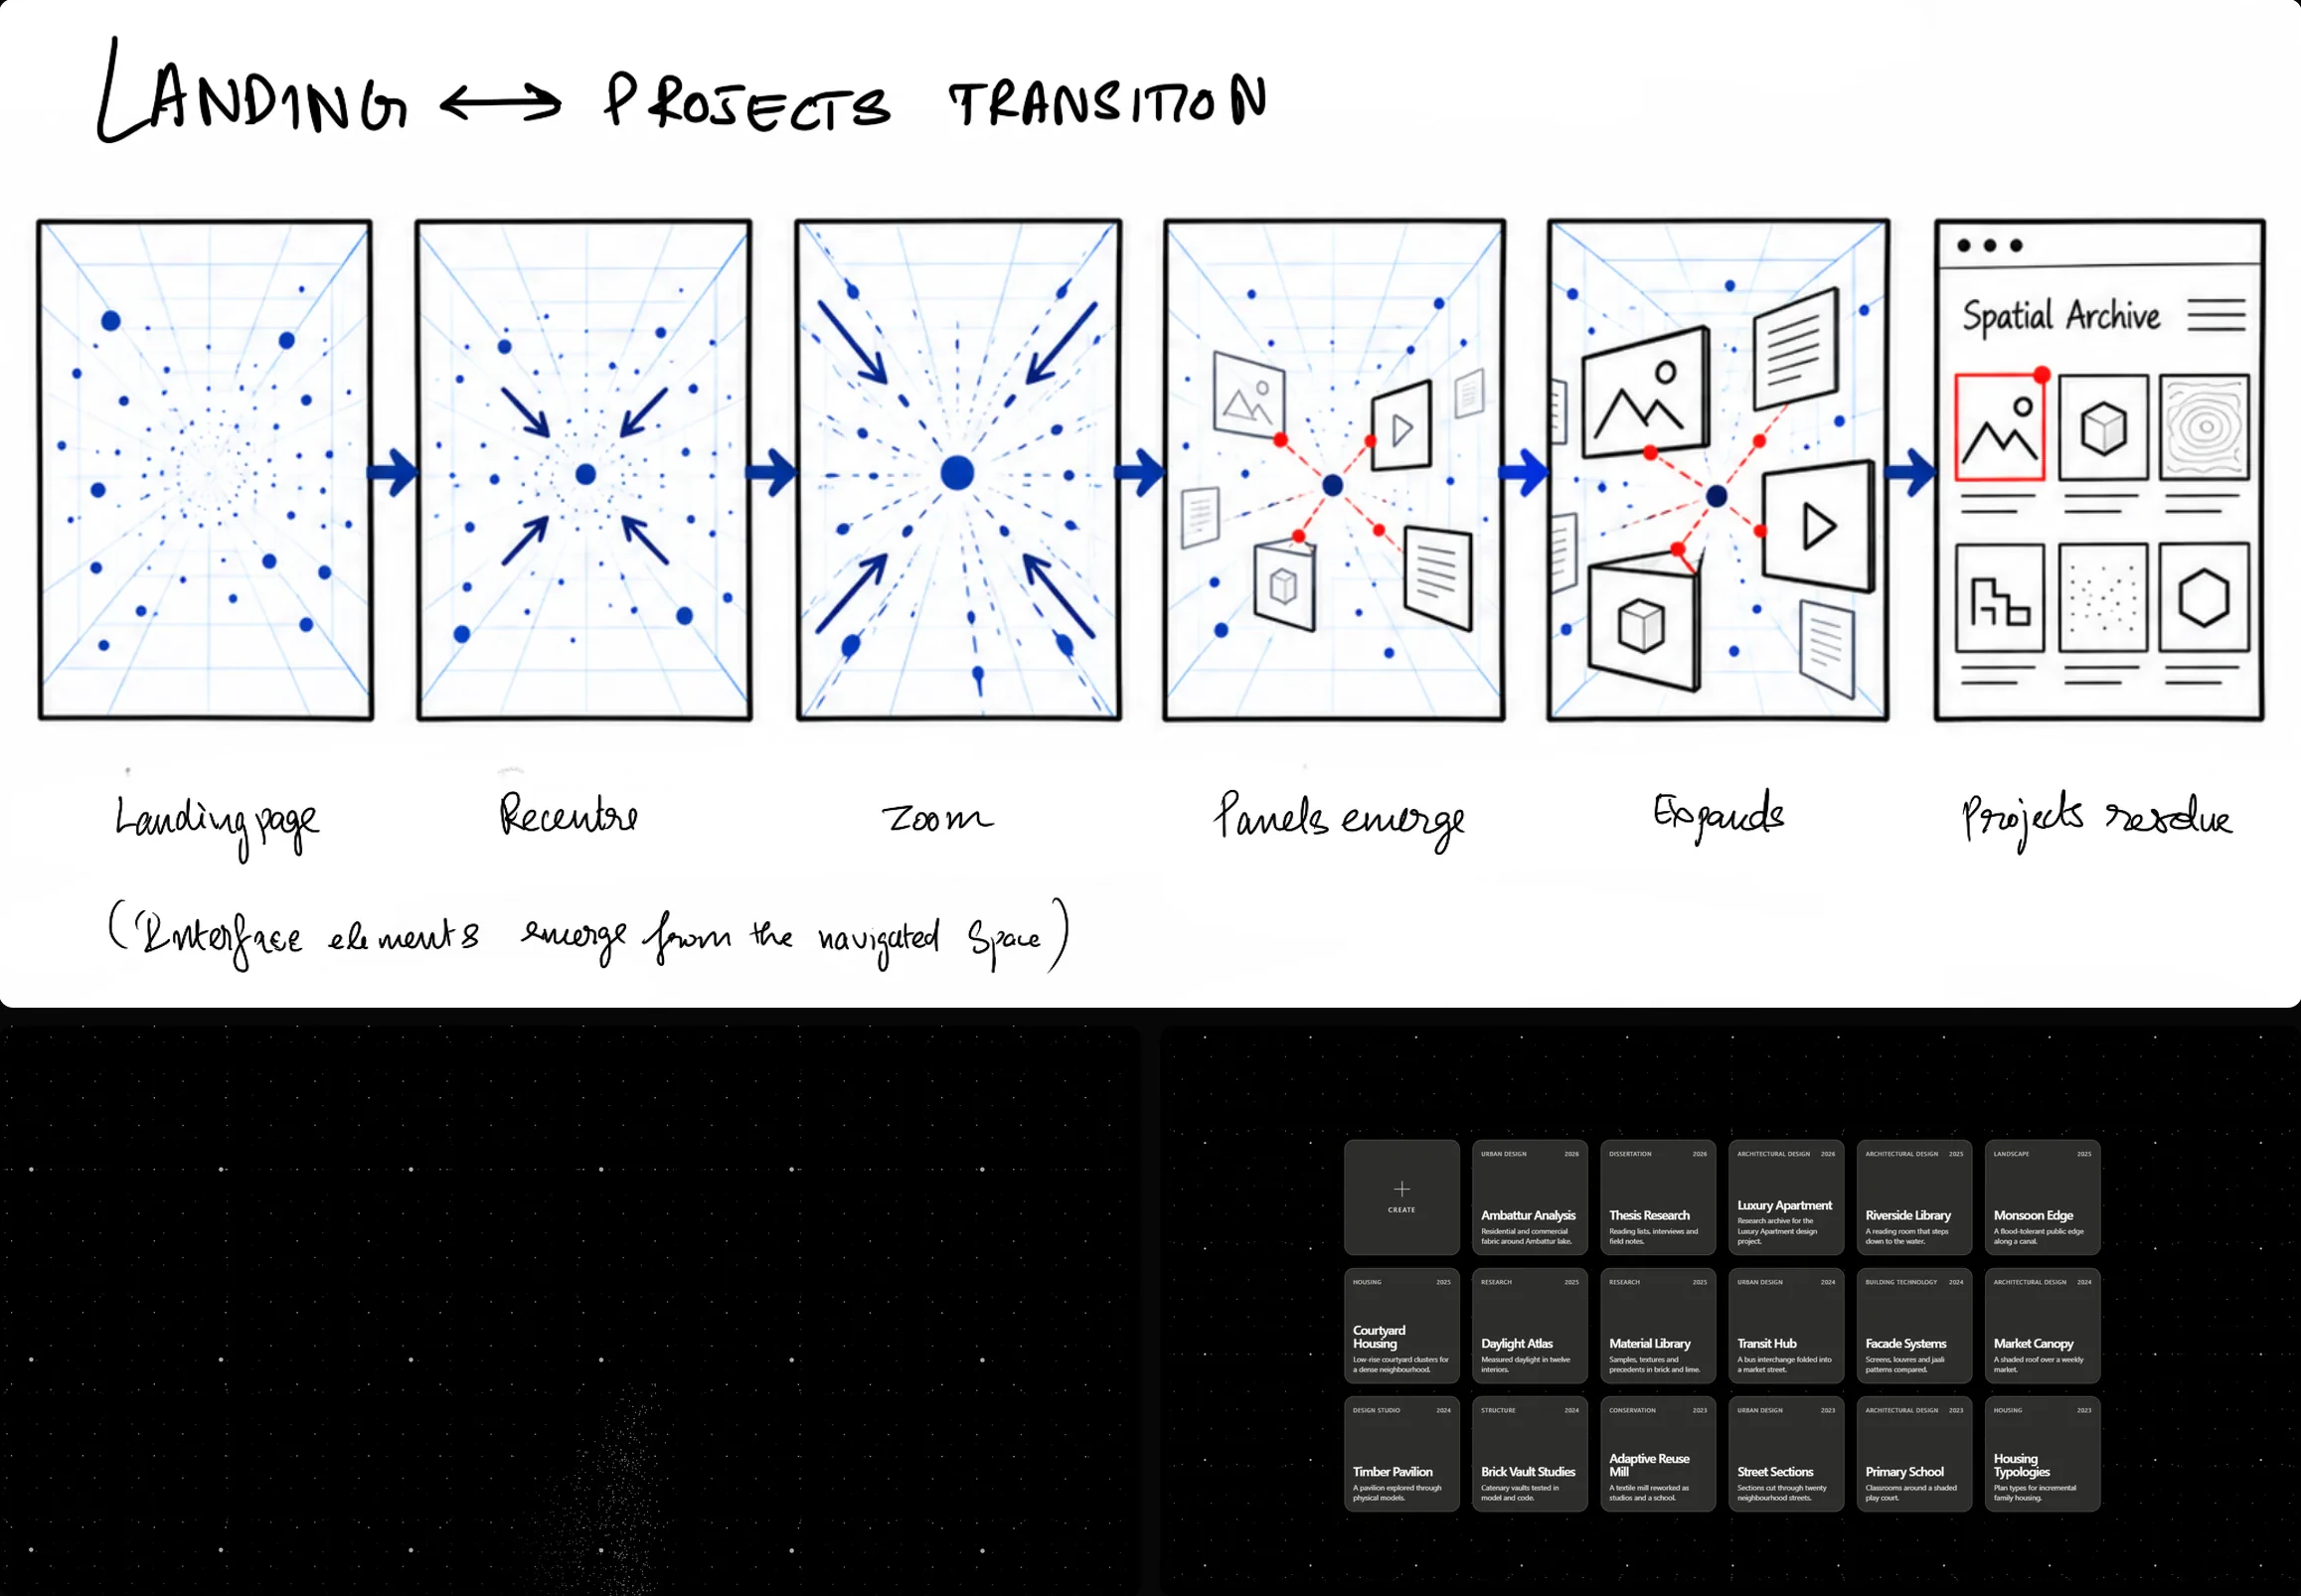 LANDING ↔ PROJECTS TRANSITION
Spatial Archive
Landing page
Recentre
Zoom
Panels emerge
Expands
Projects resolve
(Interface elements emerge from the navigated space)
CREATE
URBAN DESIGN 2026
Ambattur Analysis
Residential and commercial
fabric around Ambattur lake.
DISSERTATION 2026
Thesis Research
Reading lists, interviews and
field notes.
ARCHITECTURAL DESIGN 2026
Luxury Apartment
Research archive for the
Luxury Apartment design
project.
ARCHITECTURAL DESIGN 2025
Riverside Library
A reading room that steps
down to the water.
LANDSCAPE 2025
Monsoon Edge
A flood-tolerant public edge
along a canal.
HOUSING 2025
Courtyard
Housing
Low-rise courtyard clusters for
a dense neighbourhood.
RESEARCH 2025
Daylight Atlas
Measured daylight in twelve
interiors.
RESEARCH 2025
Material Library
Samples, textures and
precedents in brick and lime.
URBAN DESIGN 2024
Transit Hub
A bus interchange folded into
a market street.
BUILDING TECHNOLOGY 2024
Facade Systems
Screens, louvres and jaali
patterns compared.
ARCHITECTURAL DESIGN 2024
Market Canopy
A shaded roof over a weekly
market.
DESIGN STUDIO 2024
Timber Pavilion
A pavilion explored through
physical models.
STRUCTURE 2024
Brick Vault Studies
Catenary vaults tested in
model and code.
CONSERVATION 2023
Adaptive Reuse
Mill
A textile mill reworked as
studios and a school.
URBAN DESIGN 2023
Street Sections
Sections cut through twenty
neighbourhood streets.
ARCHITECTURAL DESIGN 2023
Primary School
Classrooms around a shaded
play court.
HOUSING 2023
Housing
Typologies
Plan types for incremental
family housing.